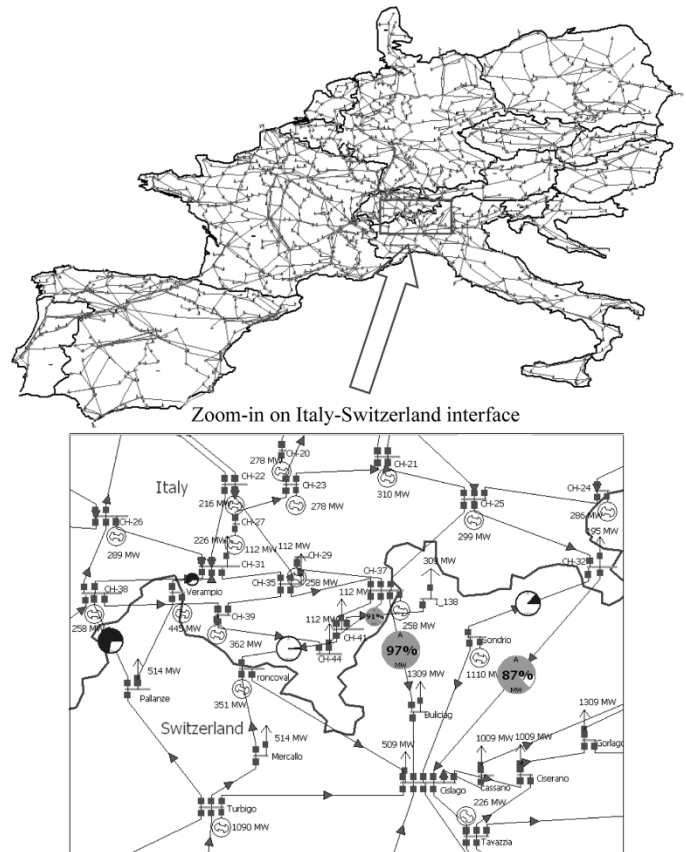 Zoom-in on Italy-Switzerland interface
CH-20
278 MW
CH-21
CH-22
CH-23
310 MW
Italy
CH-24
216 MW
278 MW
CH-25
286 MW
CH-27
CH-26
226 MW
112 MW
112 MW
CH-29
299 MW
195 MW
289 MW
CH-31
309 MW
CH-32
CH-37
CH-38
CH-35
258 MW
Verampio
112 MW
I_138
CH-39
91%
258 MW
445 MW
112 MW
CH-41
258 MW
362 MW
A
97%
MW
Sondrio
CH-44
514 MW
roncoval
1309 MW
1110 M
A
87%
MW
Pallanze
351 MW
Buliciag
1309 MW
Switzerland
514 MW
1009 MW
1009 MW
Mercallo
509 MW
Gorlago
Cislago
Cassano
Ciserano
Turbigo
226 MW
1090 MW
Tavazzia